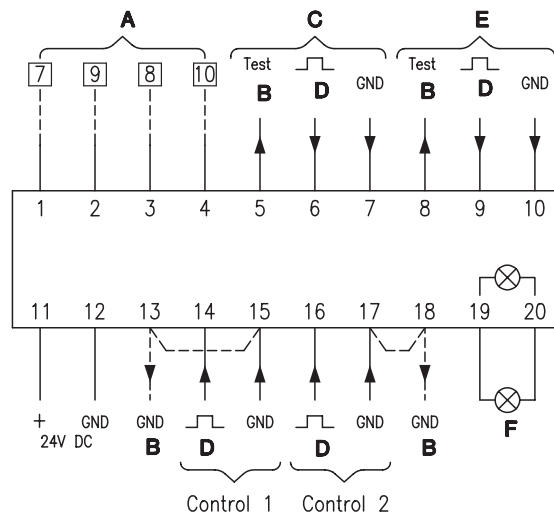 A C E
7 9 8 10 Test GND Test GND
B D B D
1 2 3 4 5 6 7 8 9 10
11 12 13 14 15 16 17 18 19 20
+ GND GND GND GND GND
24V DC B D D B F
Control 1 Control 2